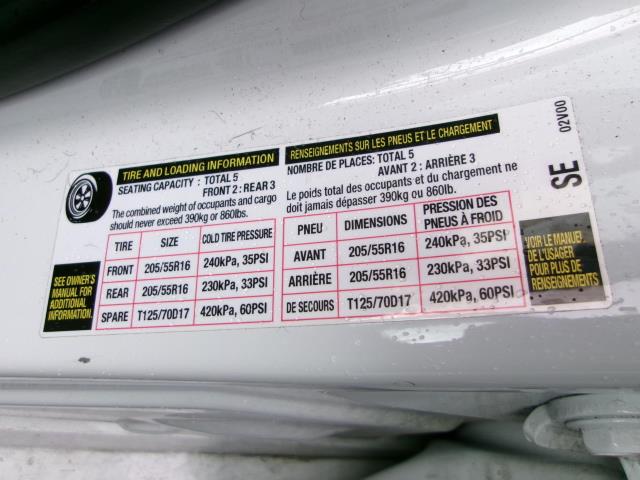 TIRE AND LOADING INFORMATION
SEATING CAPACITY : TOTAL 5
FRONT 2 : REAR 3
The combined weight of occupants and cargo
should never exceed 390kg or 860lbs.
TIRE SIZE COLD TIRE PRESSURE
FRONT 205/55R16 240kPa, 35PSI
REAR 205/55R16 230kPa, 33PSI
SPARE T125/70D17 420kPa, 60PSI
SEE OWNER'S
MANUAL FOR
ADDITIONAL
INFORMATION.
RENSEIGNEMENTS SUR LES PNEUS ET LE CHARGEMENT
NOMBRE DE PLACES: TOTAL 5
AVANT 2 : ARRIÈRE 3
Le poids total des occupants et du chargement ne
doit jamais dépasser 390kg or 860lb.
PNEU DIMENSIONS PRESSION DES
PNEUS À FROID
AVANT 205/55R16 240kPa, 35PSI
ARRIÈRE 205/55R16 230kPa, 33PSI
DE SECOURS T125/70D17 420kPa, 60PSI
VOIR LE MANUEL
DE L'USAGER
POUR PLUS DE
RENSEIGNEMENTS
SE 02V00